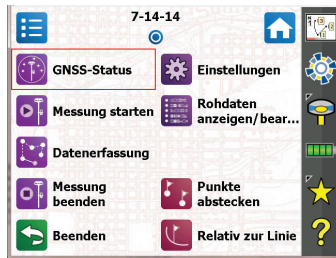 7-14-14
GNSS-Status
Einstellungen
Messung starten
Rohdaten
anzeigen/bear...
Datenerfassung
Messung
beenden
Punkte
abstecken
Beenden
Relativ zur Linie
?